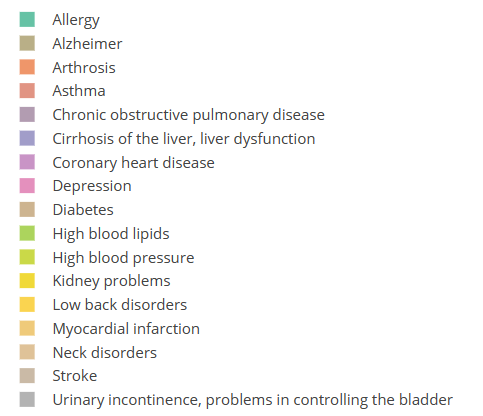 Allergy
Alzheimer
Arthrosis
Asthma
Chronic obstructive pulmonary disease
Cirrhosis of the liver, liver dysfunction
Coronary heart disease
Depression
Diabetes
High blood lipids
High blood pressure
Kidney problems
Low back disorders
Myocardial infarction
Neck disorders
Stroke
Urinary incontinence, problems in controlling the bladder